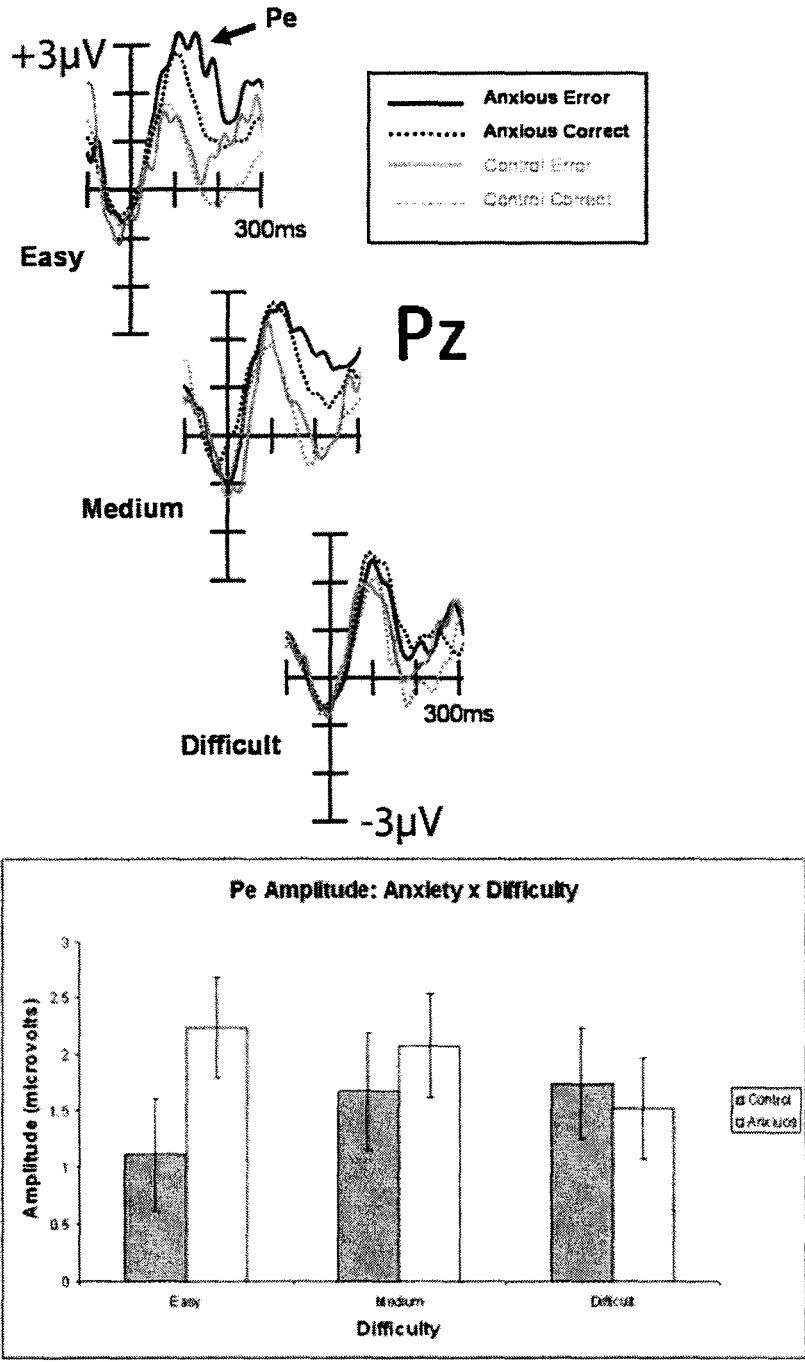 Pe
+3µV
Anxious Error
Anxious Correct
Control Error
Control Correct
300ms
Easy
Pz
Medium
300ms
Difficult
-3µV
Pe Amplitude: Anxiety x Difficulty
Amplitude (microvolts)
3
2.5
2
1.5
1
0.5
0
Easy
Medium
Difficult
Difficulty
Control
Anxious